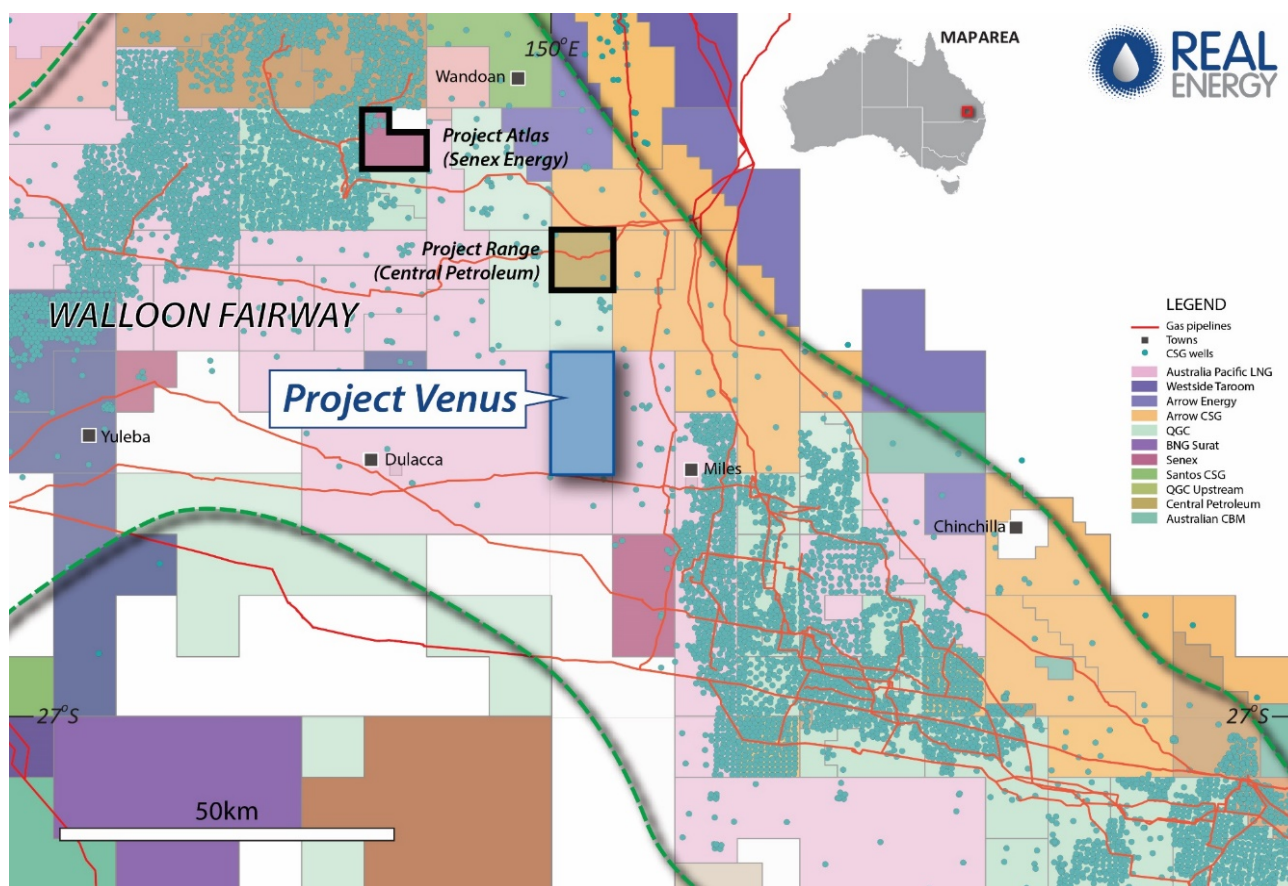 150°E
MAP AREA
REAL
ENERGY
Wandoan
Project Atlas
(Senex Energy)
Project Range
(Central Petroleum)
WALLOON FAIRWAY
LEGEND
Gas pipelines
Towns
CSG wells
Australia Pacific LNG
Westside Taroom
Arrow Energy
Arrow CSG
QGC
BNG Surat
Senex
Santos CSG
QGC Upstream
Central Petroleum
Australian CBM
Project Venus
Yuleba
Dulacca
Miles
Chinchilla
27°S
27°S
50km